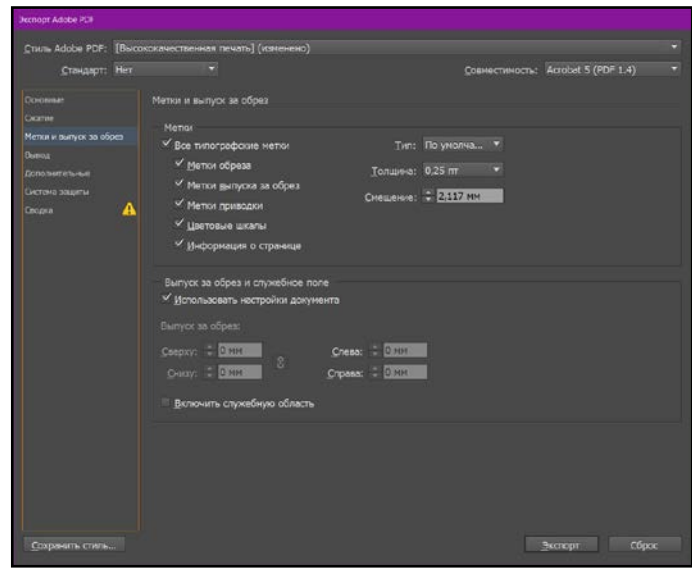 Экспорт Adobe PDF
Стиль Adobe PDF: [Высококачественная печать] (изменено)
Стандарт: Нет Совместимость: Acrobat 5 (PDF 1.4)
Основные
Сжатие
Метки и выпуск за обрез
Вывод
Дополнительные
Система защиты
Сводка
Метки и выпуск за обрез
Метки
Все типографские метки Тип: По умолча...
Метки обреза Толщина: 0,25 пт
Метки выпуска за обрез Смещение: 2,117 мм
Метки приводки
Цветовые шкалы
Информация о странице
Выпуск за обрез и служебное поле
Использовать настройки документа
Выпуск за обрез:
Сверху: 0 мм Слева: 0 мм
Снизу: 0 мм Справа: 0 мм
Включить служебную область
Сохранить стиль... Экспорт Сброс